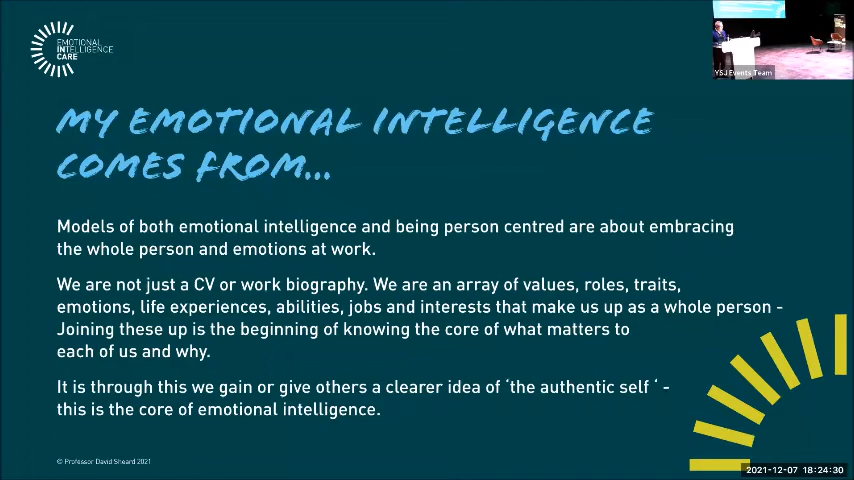 EMOTIONAL
INTELLIGENCE
CARE
YSJ Events Team
MY EMOTIONAL INTELLIGENCE
COMES FROM...
Models of both emotional intelligence and being person centred are about embracing
the whole person and emotions at work.
We are not just a CV or work biography. We are an array of values, roles, traits,
emotions, life experiences, abilities, jobs and interests that make us up as a whole person -
Joining these up is the beginning of knowing the core of what matters to
each of us and why.
It is through this we gain or give others a clearer idea of ‘the authentic self ‘ -
this is the core of emotional intelligence.
© Professor David Sheard 2021
2021-12-07 18:24:30